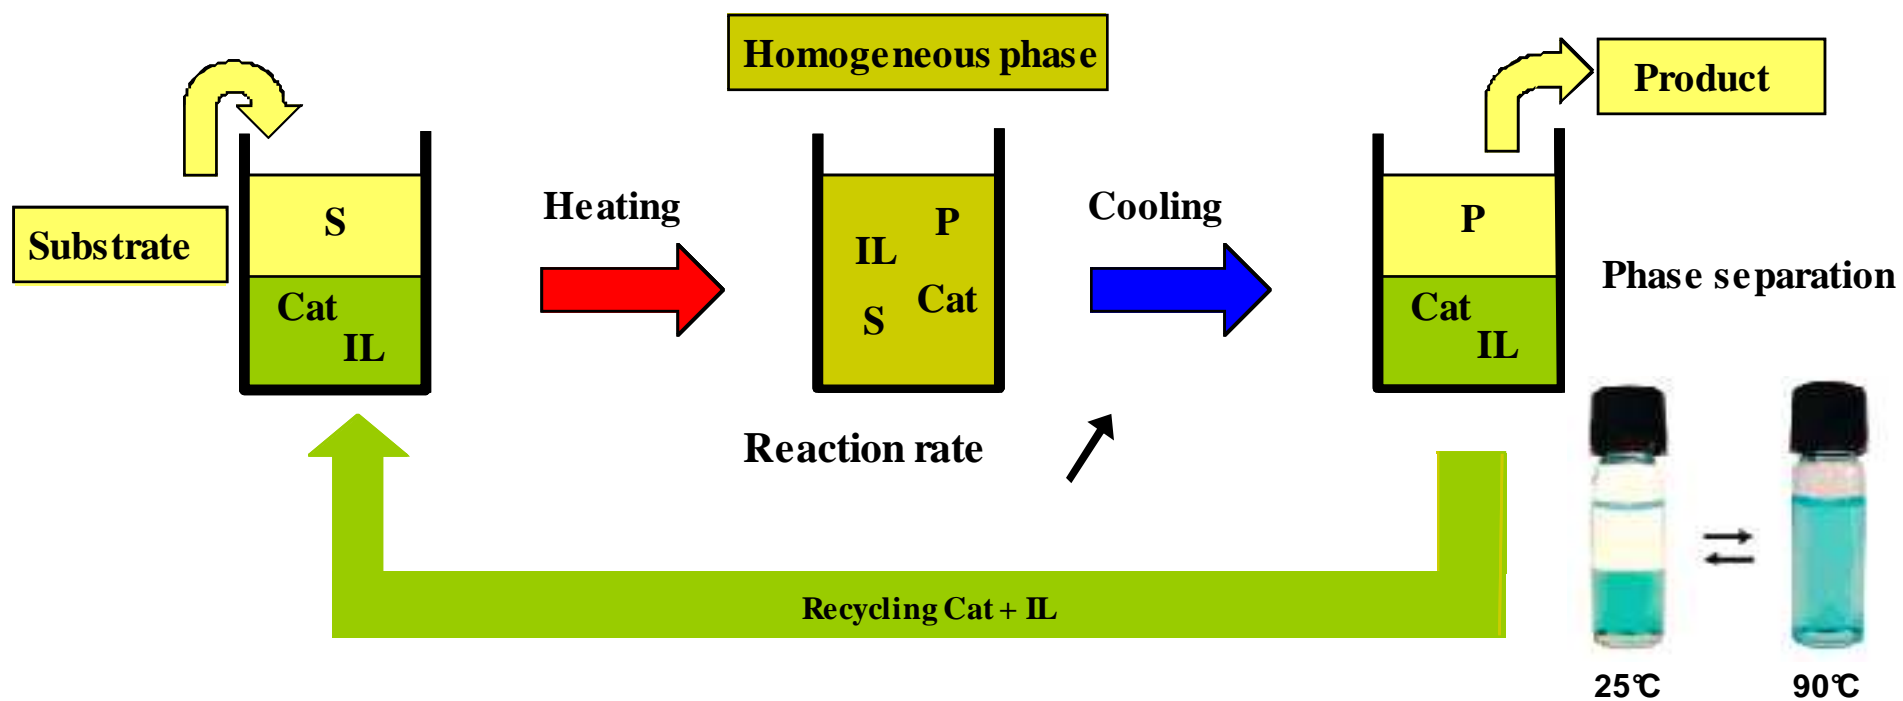 Homogeneous phase
Product
Substrate
S
Cat
IL
Heating
IL
P
S
Cat
Cooling
P
Cat
IL
Phase separation
Reaction rate
Recycling Cat + IL
25°C
90°C